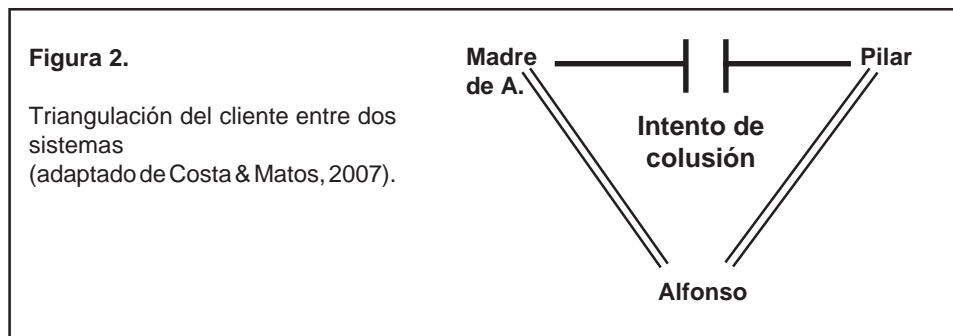 Figura 2.
Triangulación del cliente entre dos
sistemas
(adaptado de Costa & Matos, 2007).
Madre
de A.
Pilar
Intento de
colusión
Alfonso